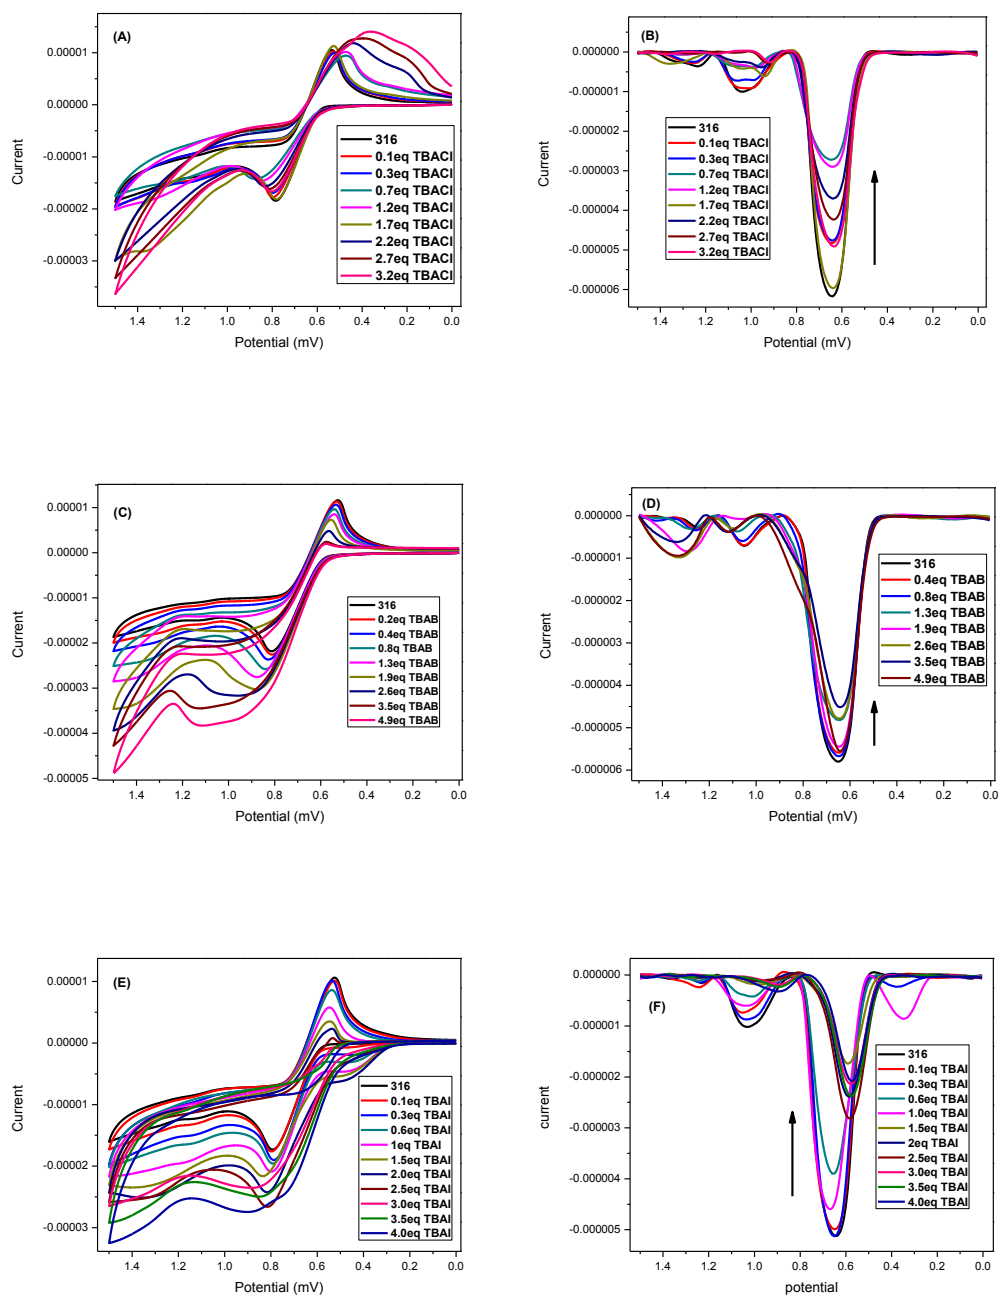 (A)
0.00001
0.00000
-0.00001
-0.00002
-0.00003
Current
316
0.1eq TBACl
0.3eq TBACl
0.7eq TBACl
1.2eq TBACl
1.7eq TBACl
2.2eq TBACl
2.7eq TBACl
3.2eq TBACl
1.4 1.2 1.0 0.8 0.6 0.4 0.2 0.0
Potential (mV)
(B)
0.000000
-0.000001
-0.000002
-0.000003
-0.000004
-0.000005
-0.000006
Current
316
0.1eq TBACl
0.3eq TBACl
0.7eq TBACl
1.2eq TBACl
1.7eq TBACl
2.2eq TBACl
2.7eq TBACl
3.2eq TBACl
1.4 1.2 1.0 0.8 0.6 0.4 0.2 0.0
Potential (mV)
(C)
0.00001
0.00000
-0.00001
-0.00002
-0.00003
-0.00004
-0.00005
Current
316
0.2eq TBAB
0.4eq TBAB
0.8q TBAB
1.3eq TBAB
1.9eq TBAB
2.6eq TBAB
3.5eq TBAB
4.9eq TBAB
1.4 1.2 1.0 0.8 0.6 0.4 0.2 0.0
Potential (mV)
(D)
0.000000
-0.000001
-0.000002
-0.000003
-0.000004
-0.000005
-0.000006
Current
316
0.4eq TBAB
0.8eq TBAB
1.3eq TBAB
1.9eq TBAB
2.6eq TBAB
3.5eq TBAB
4.9eq TBAB
1.4 1.2 1.0 0.8 0.6 0.4 0.2 0.0
Potential (mV)
(E)
0.00001
0.00000
-0.00001
-0.00002
-0.00003
Current
316
0.1eq TBAI
0.3eq TBAI
0.6eq TBAI
1eq TBAI
1.5eq TBAI
2.0eq TBAI
2.5eq TBAI
3.0eq TBAI
3.5eq TBAI
4.0eq TBAI
1.4 1.2 1.0 0.8 0.6 0.4 0.2 0.0
Potential (mV)
(F)
0.000000
-0.000001
-0.000002
-0.000003
-0.000004
-0.000005
current
316
0.1eq TBAI
0.3eq TBAI
0.6eq TBAI
1.0eq TBAI
1.5eq TBAI
2eq TBAI
2.5eq TBAI
3.0eq TBAI
3.5eq TBAI
4.0eq TBAI
1.4 1.2 1.0 0.8 0.6 0.4 0.2 0.0
potential